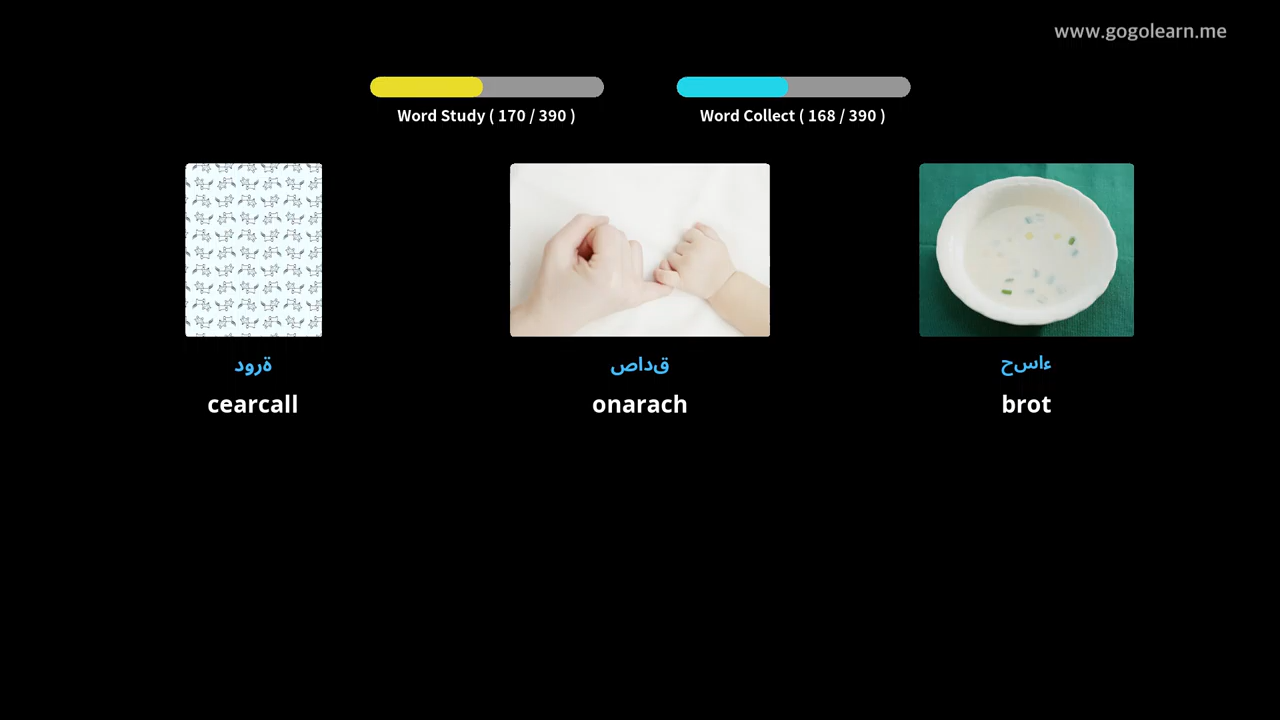 www.gogolearn.me
Word Study ( 170 / 390 )
Word Collect ( 168 / 390 )
ةرود
cearcall
قداص
onarach
ءاسح
brot